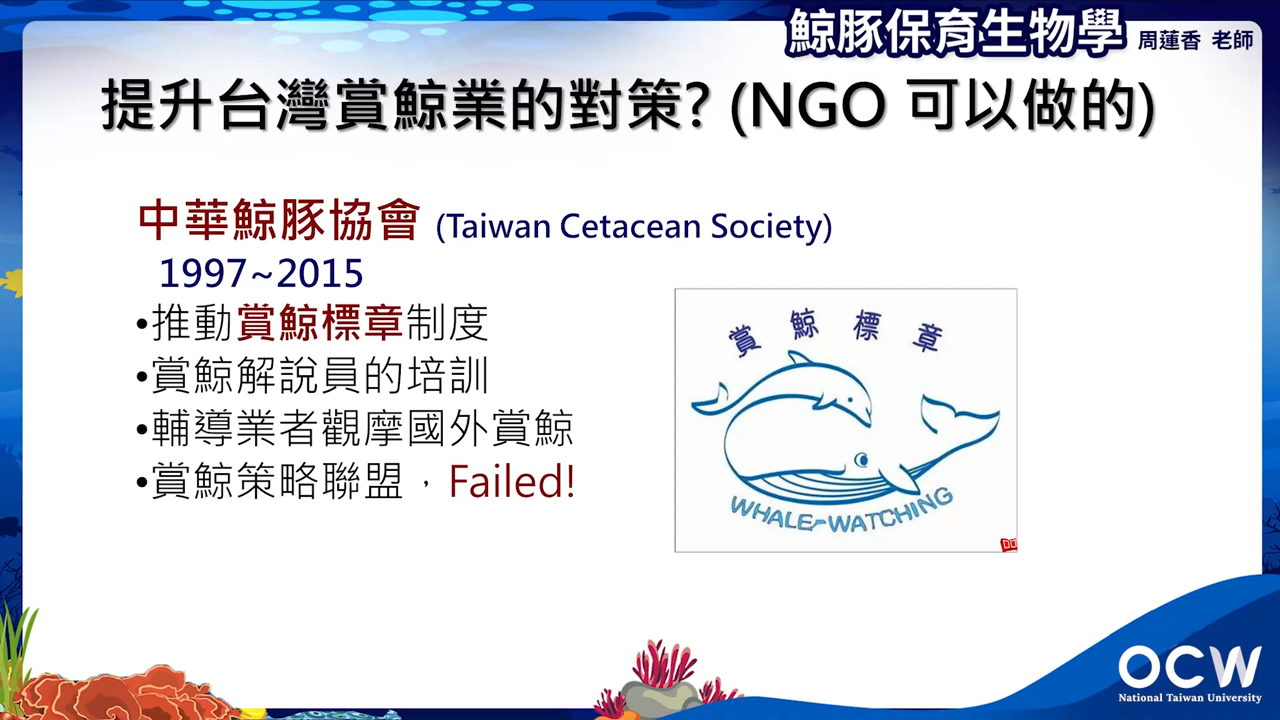 鯨豚保育生物學 周蓮香 老師
提升台灣賞鯨業的對策? (NGO 可以做的)
中華鯨豚協會 (Taiwan Cetacean Society)
1997~2015
•推動賞鯨標章制度
•賞鯨解說員的培訓
•輔導業者觀摩國外賞鯨
•賞鯨策略聯盟，Failed!
賞鯨標章
WHALE-WATCHING
OCW
National Taiwan University